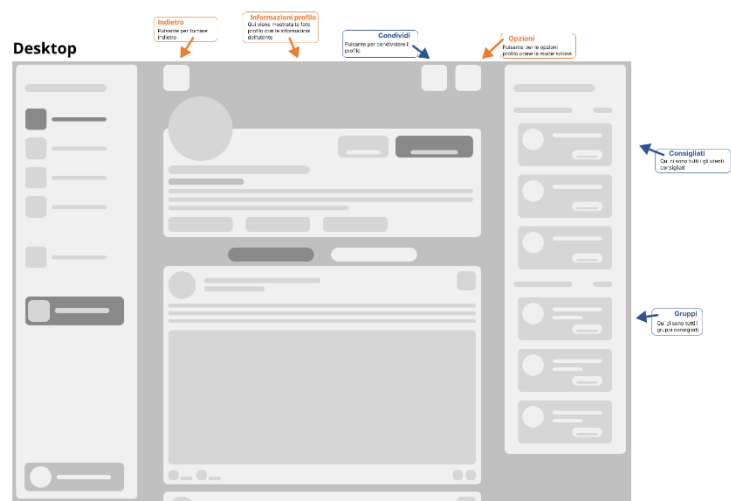 Desktop
Indietro
Pulsante per tornare
indietro
Informazioni profilo
Qui viene mostrata la foto
profilo con le informazioni
dell'utente
Condividi
Pulsante per condividere il
profilo
Opzioni
Pulsante per le opzioni
profilo come la moderazione
Consigliati
Qui ci sono tutti i gli utenti
consigliati
Gruppi
Qui ci sono tutti i
gruppi consigliati